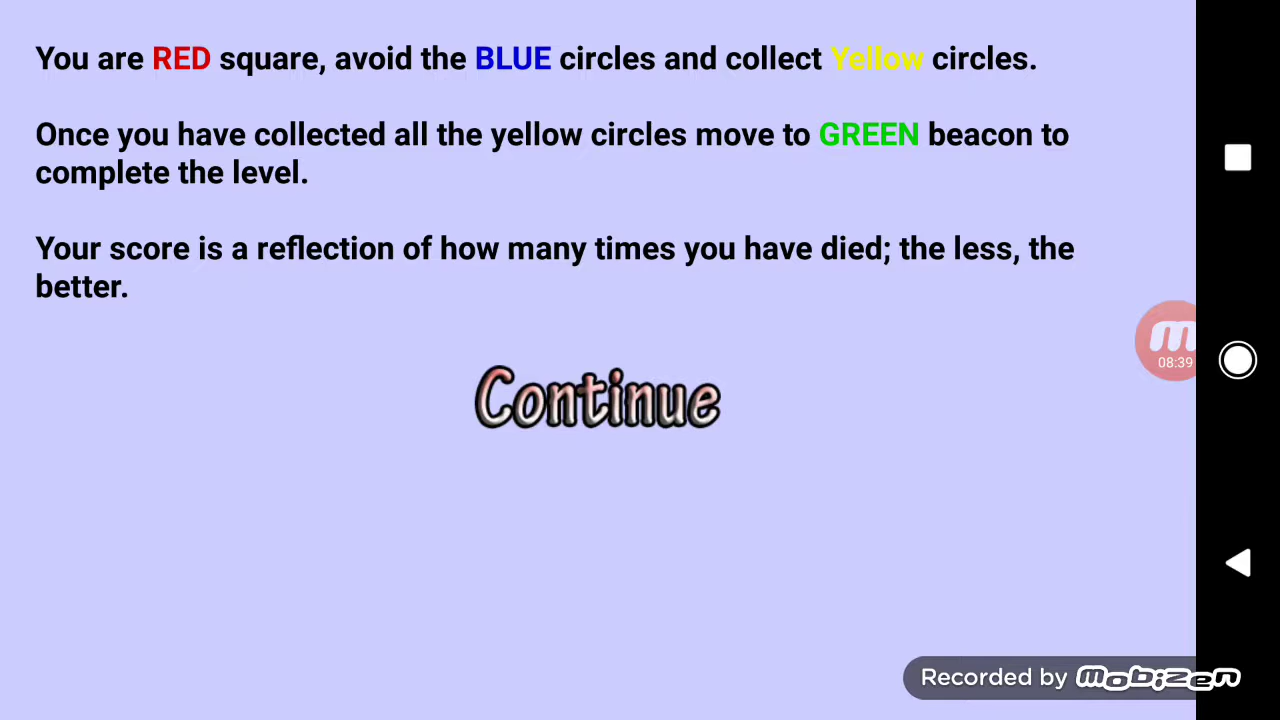 You are RED square, avoid the BLUE circles and collect Yellow circles.
Once you have collected all the yellow circles move to GREEN beacon to
complete the level.
Your score is a reflection of how many times you have died; the less, the
better.
08:39
Continue
Recorded by mobizen